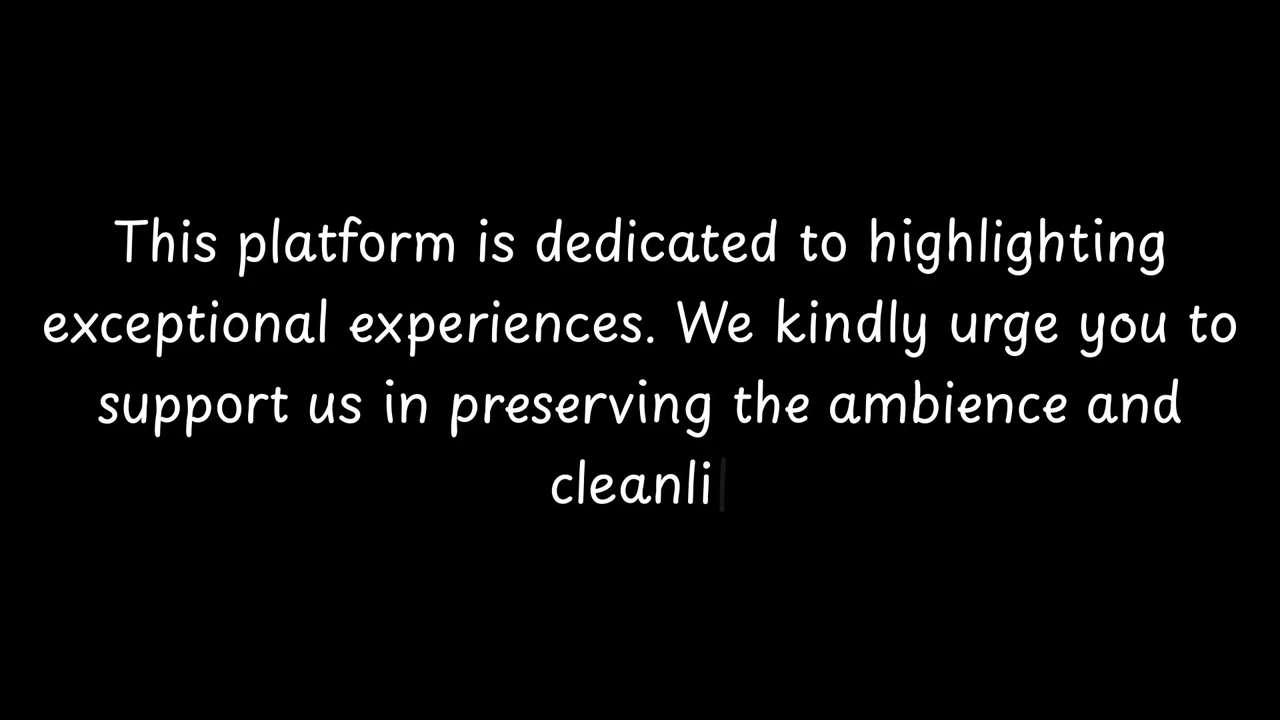 This platform is dedicated to highlighting
exceptional experiences. We kindly urge you to
support us in preserving the ambience and
cleanli